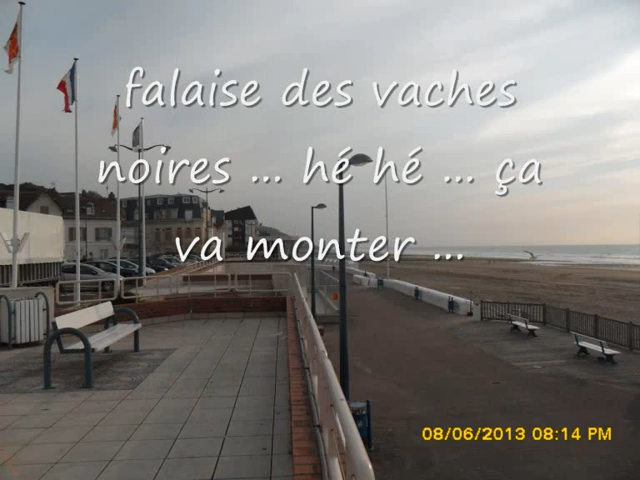 falaise des vaches
noires ... hé hé ... ça
va monter ...
08/06/2013 08:14 PM